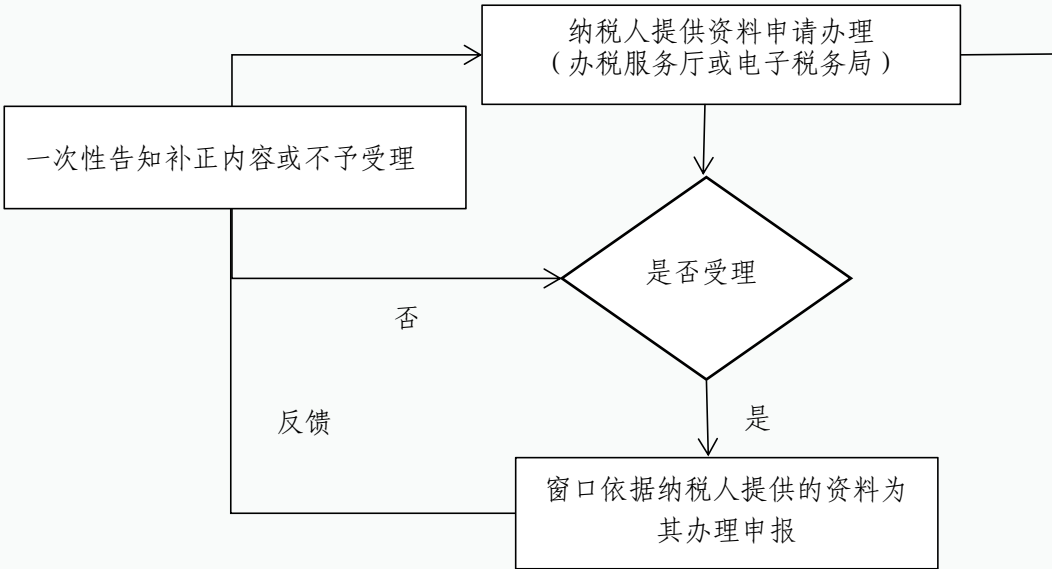 纳税人提供资料申请办理
（办税服务厅或电子税务局）
一次性告知补正内容或不予受理
是否受理
否
反馈
是
窗口依据纳税人提供的资料为
其办理申报